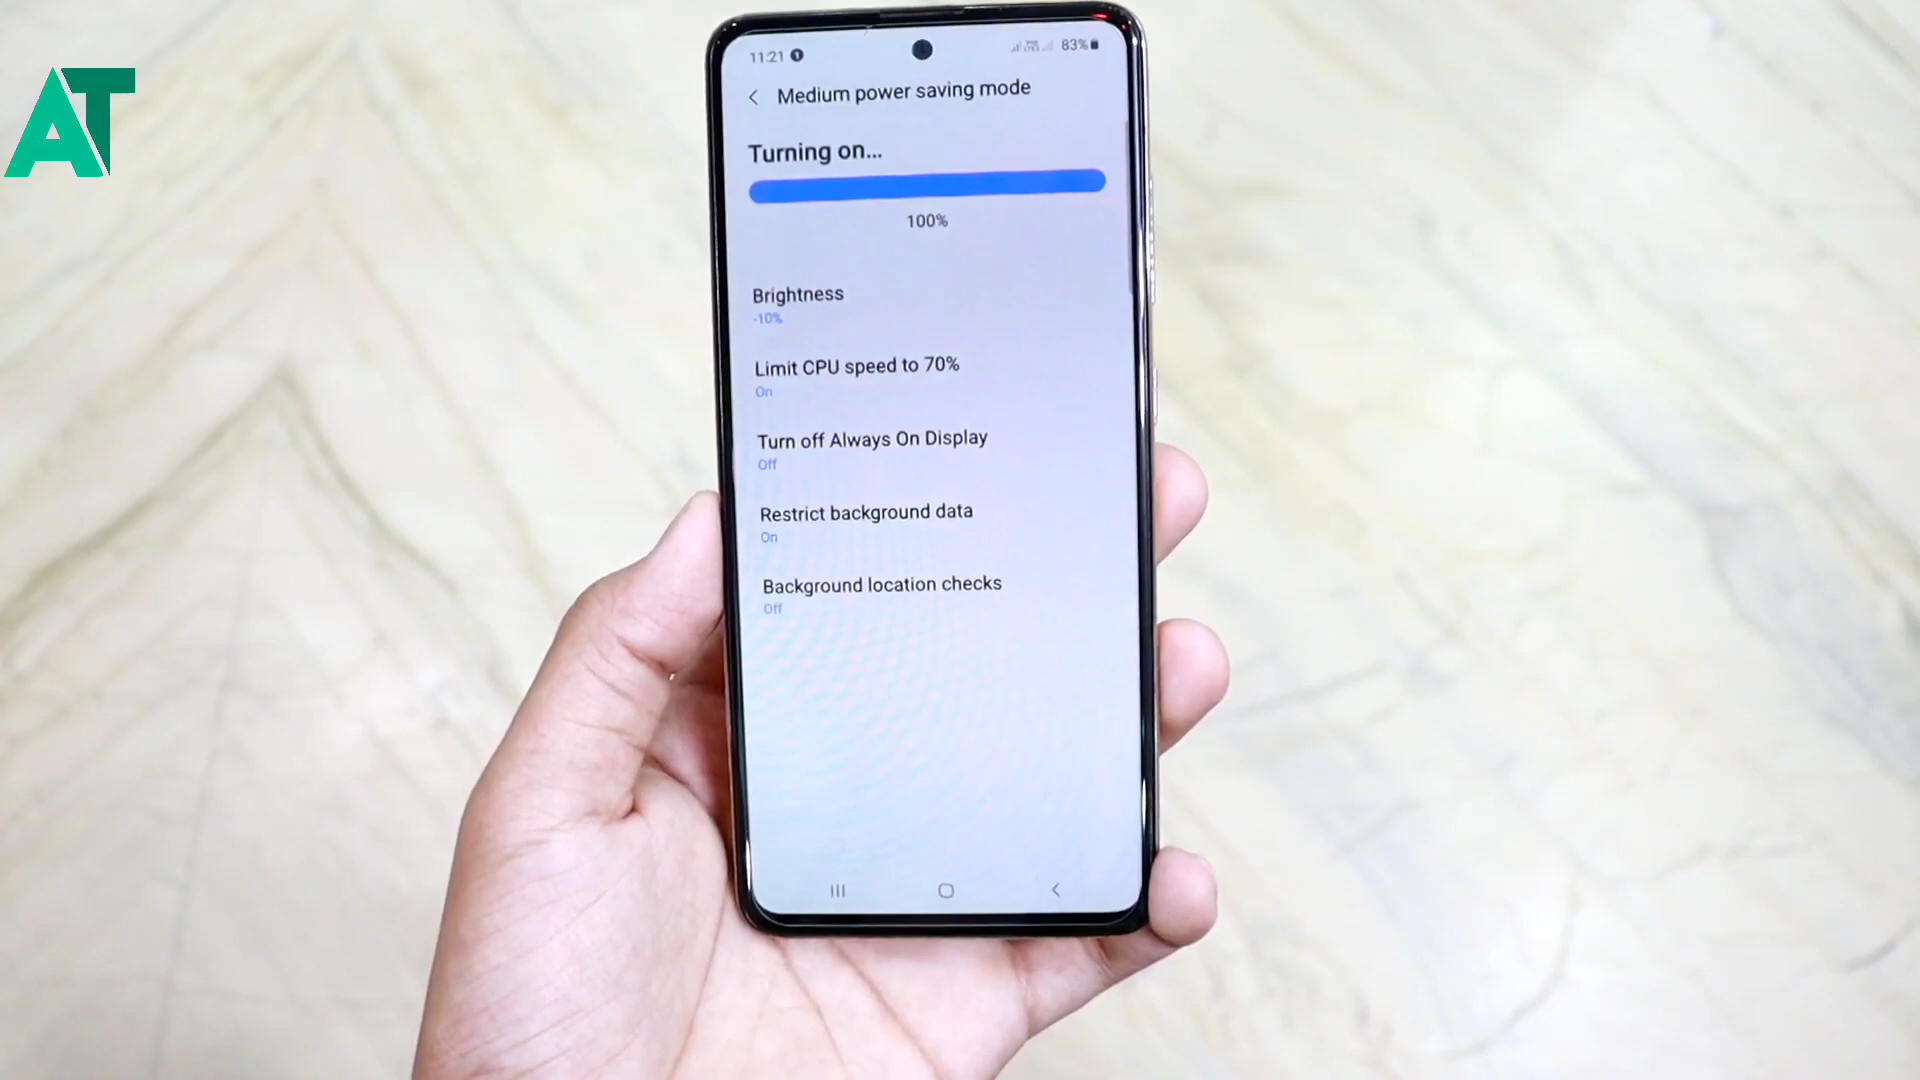 AT
11:21
83%
Medium power saving mode
Turning on...
100%
Brightness
-10%
Limit CPU speed to 70%
On
Turn off Always On Display
Off
Restrict background data
On
Background location checks
Off